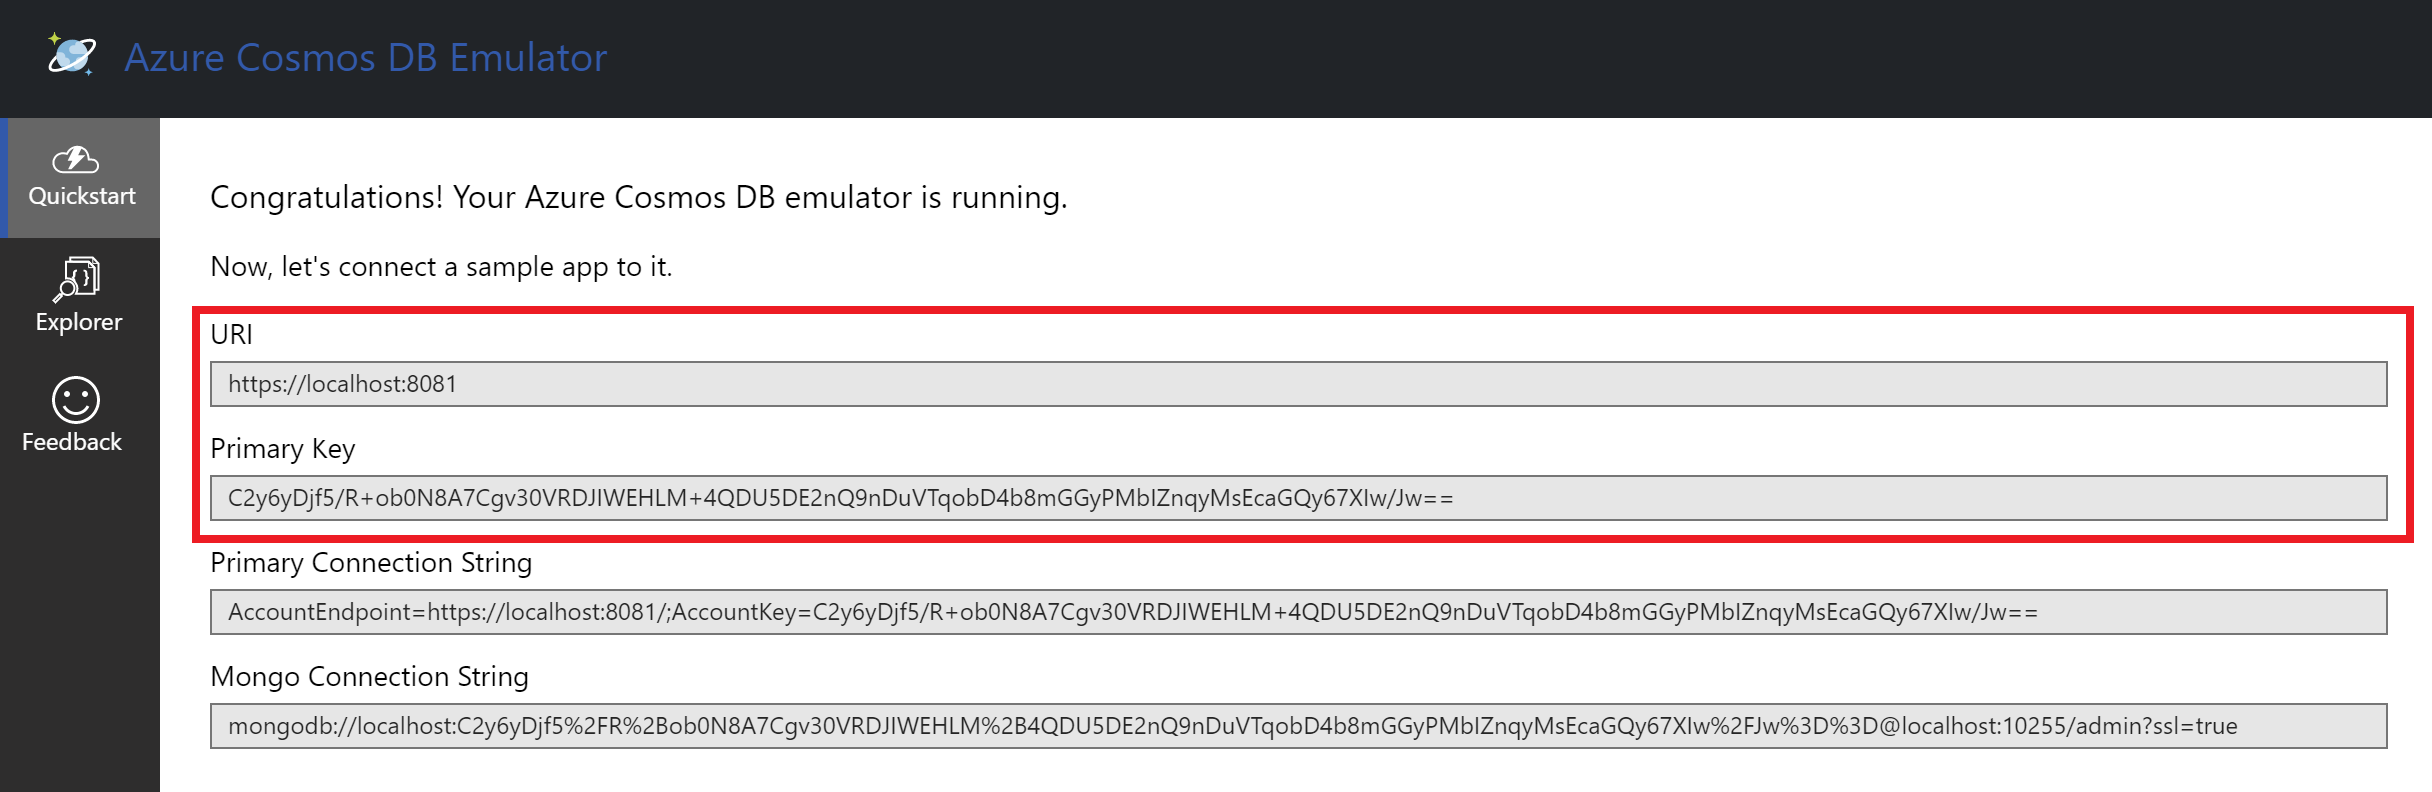 Azure Cosmos DB Emulator
Quickstart
Explorer
Feedback
Congratulations! Your Azure Cosmos DB emulator is running.
Now, let's connect a sample app to it.
URI
https://localhost:8081
Primary Key
C2y6yDjf5/R+ob0N8A7Cgv30VRDJIWEHLM+4QDU5DE2nQ9nDuVTqobD4b8mGGyPMbIZnqyMsEcaGQy67XIw/Jw==
Primary Connection String
AccountEndpoint=https://localhost:8081/;AccountKey=C2y6yDjf5/R+ob0N8A7Cgv30VRDJIWEHLM+4QDU5DE2nQ9nDuVTqobD4b8mGGyPMbIZnqyMsEcaGQy67XIw/Jw==
Mongo Connection String
mongodb://localhost:C2y6yDjf5%2FR%2Bob0N8A7Cgv30VRDJIWEHLM%2B4QDU5DE2nQ9nDuVTqobD4b8mGGyPMbIZnqyMsEcaGQy67XIw%2FJw%3D%3D@localhost:10255/admin?ssl=true